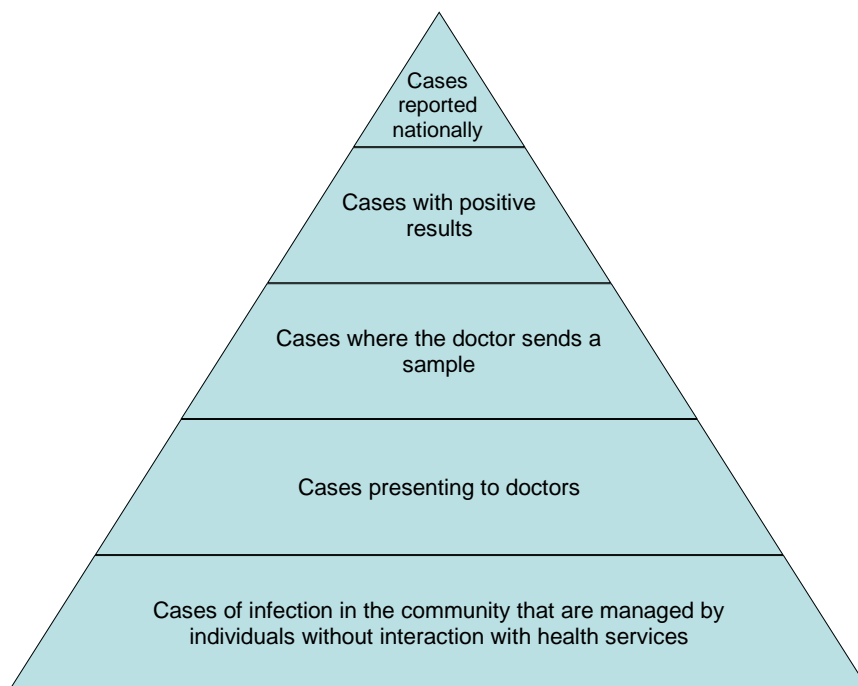 Cases
reported
nationally
Cases with positive
results
Cases where the doctor sends a
sample
Cases presenting to doctors
Cases of infection in the community that are managed by
individuals without interaction with health services